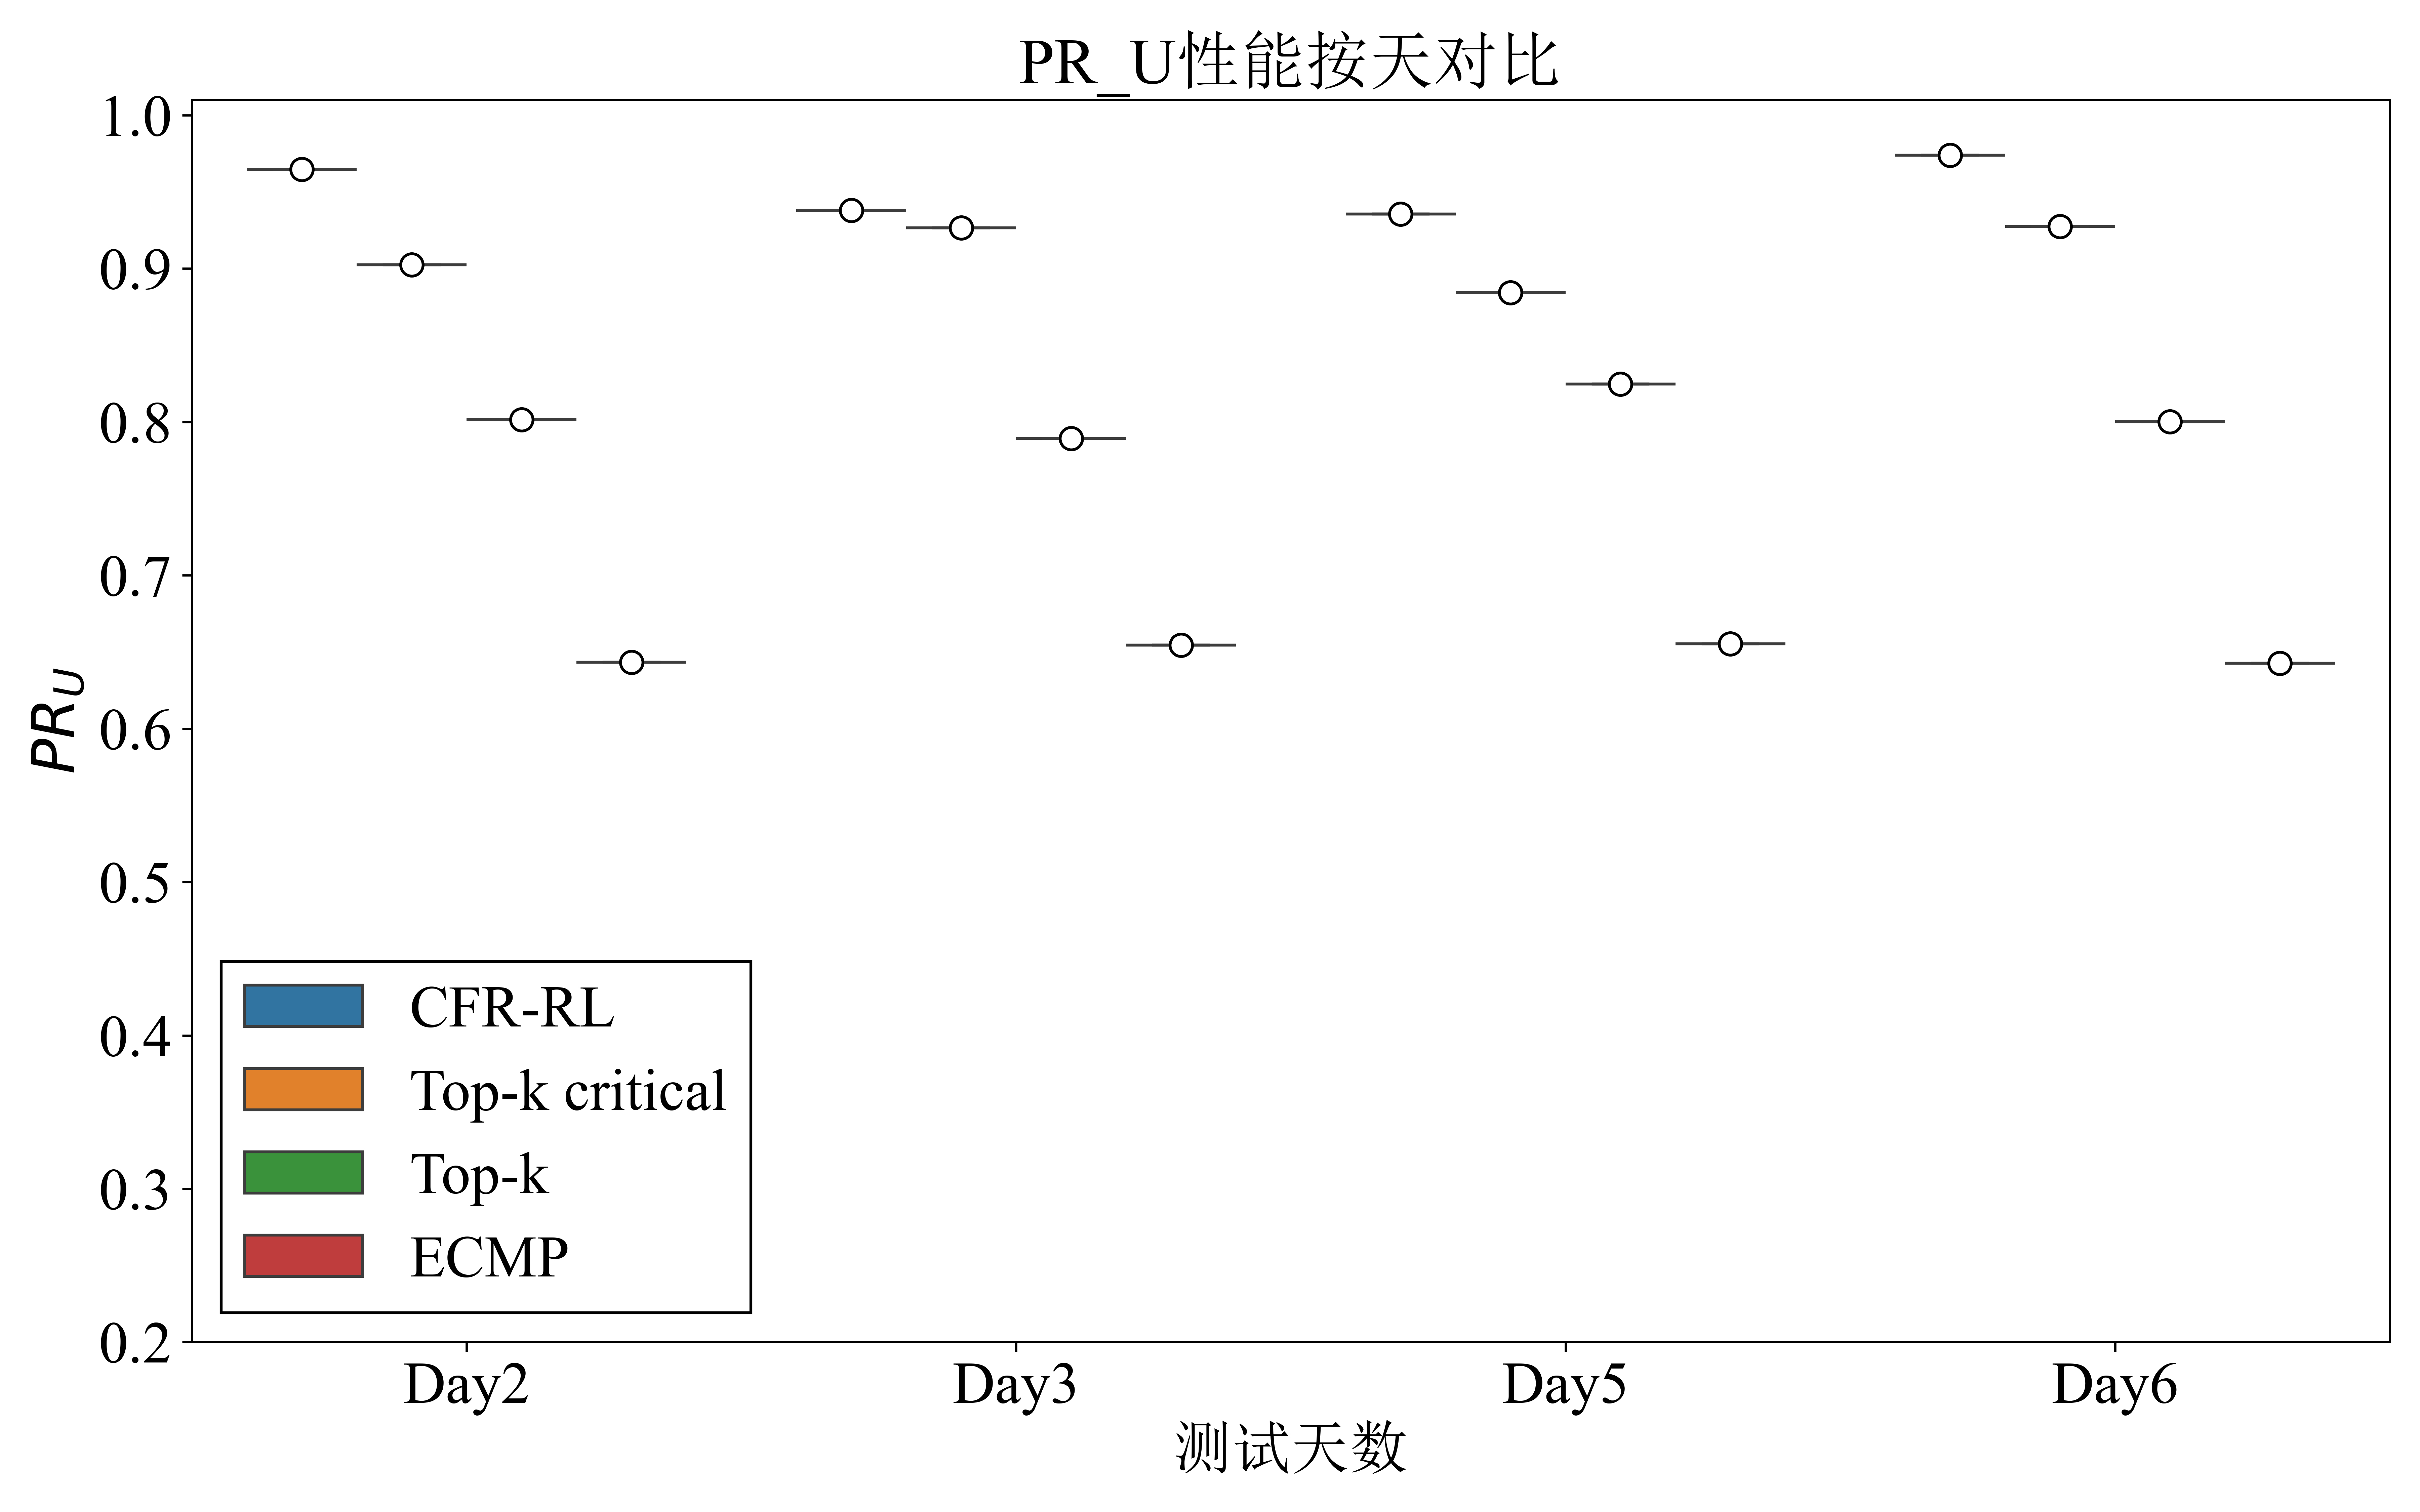 PR_U性能按天对比
1.0
0.9
0.8
0.7
0.6
0.5
0.4
0.3
0.2
PR_U
CFR-RL
Top-k critical
Top-k
ECMP
Day2 Day3 Day5 Day6
测试天数